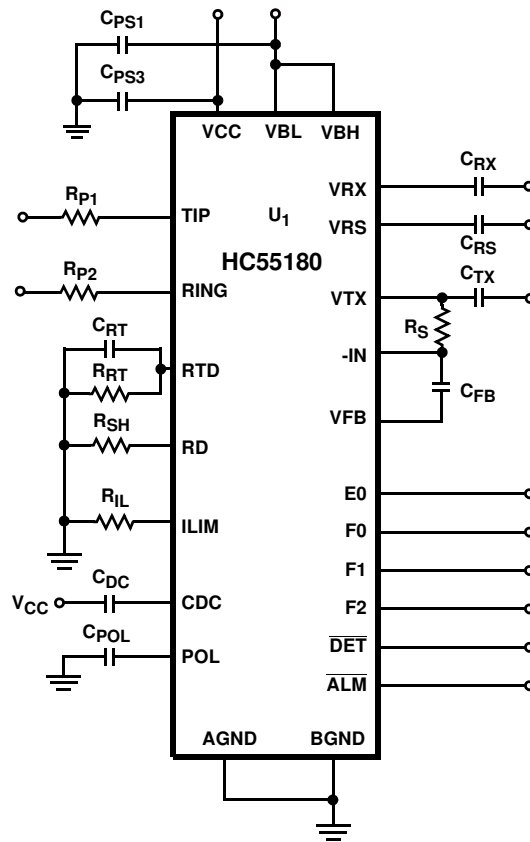 CPS1
CPS3
VCC VBL VBH
RP1
TIP
U1
HC55180
VRX
CRX
VRS
CRS
RP2
RING
VTX
CTX
RS
CRT
RRT
RTD
-IN
CFB
RSH
RD
VFB
RIL
ILIM
E0
F0
F1
VCC
CDC
CDC
F2
CPOL
POL
DET
ALM
AGND BGND